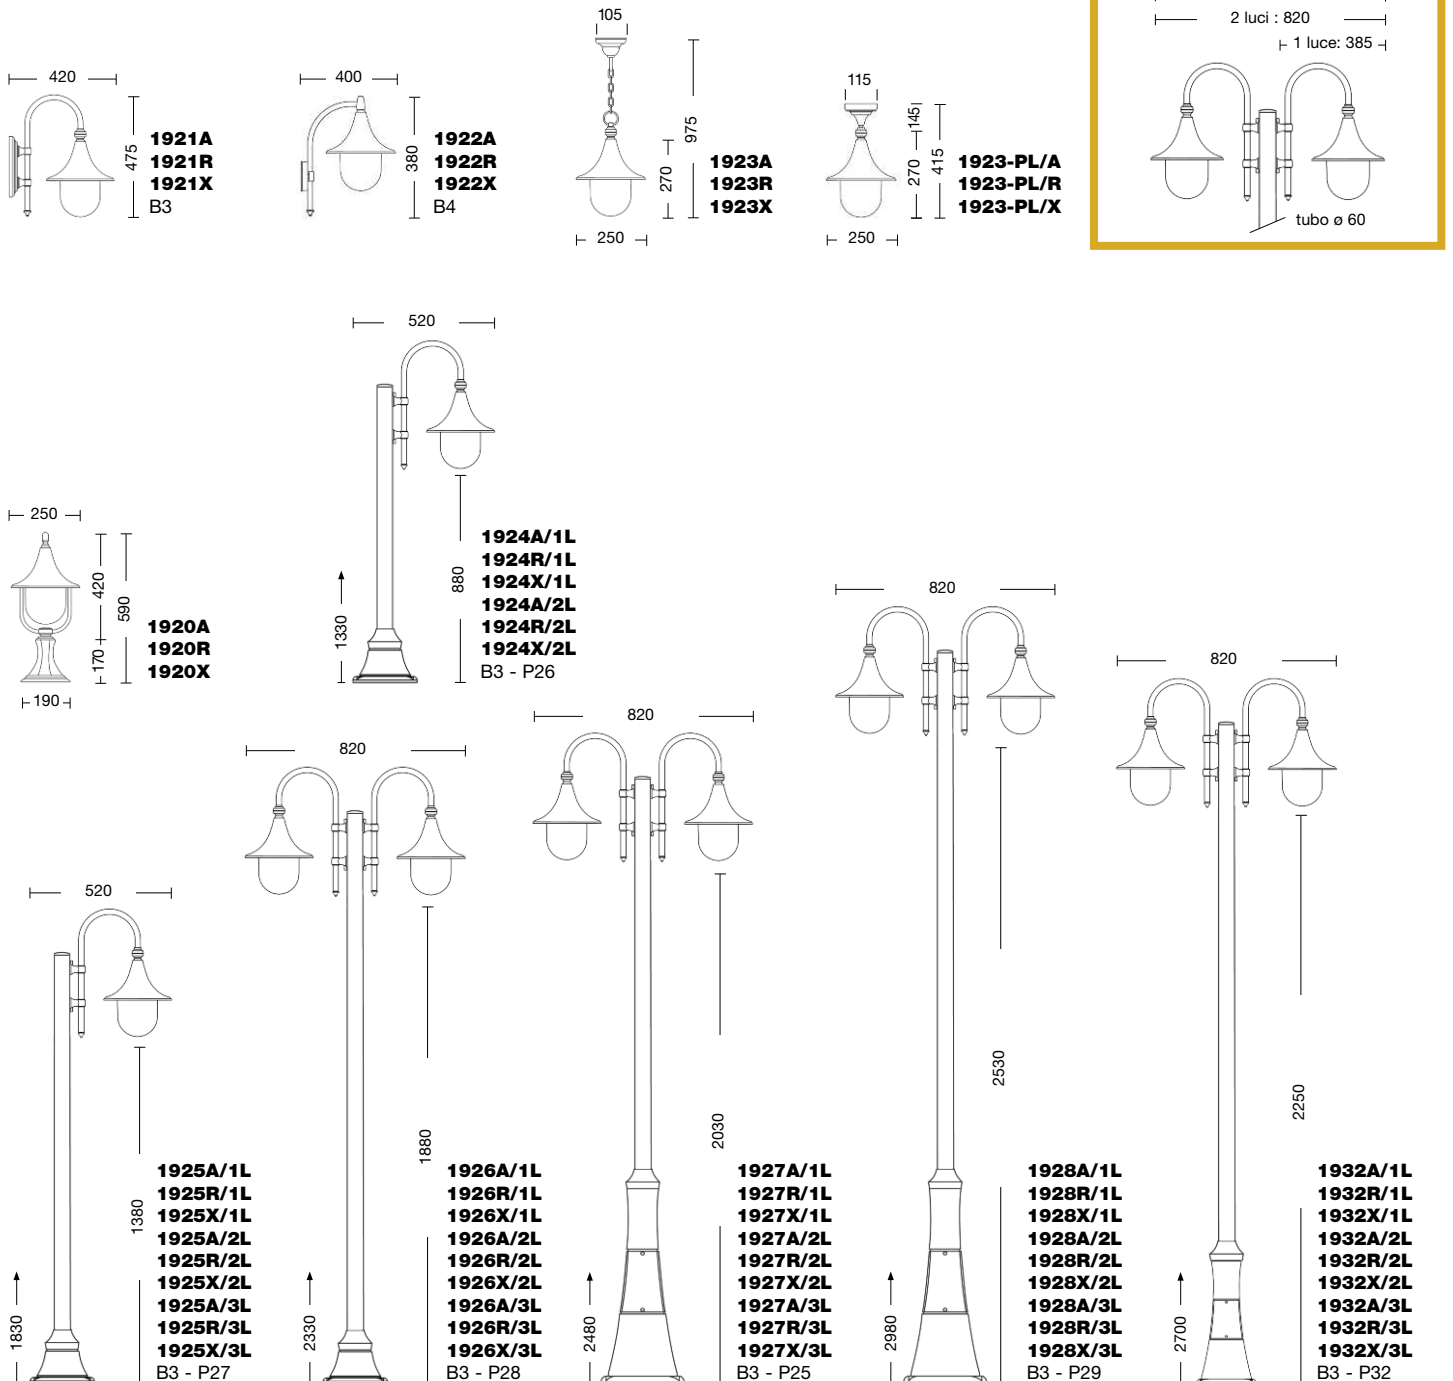 2 luci : 820
1 luce: 385
tubo ø 60
420
475
1921A
1921R
1921X
B3
400
380
1922A
1922R
1922X
B4
105
975
270
250
1923A
1923R
1923X
115
145
270
415
250
1923-PL/A
1923-PL/R
1923-PL/X
250
420
590
170
190
1920A
1920R
1920X
520
880
1330
1924A/1L
1924R/1L
1924X/1L
1924A/2L
1924R/2L
1924X/2L
B3 - P26
520
1380
1830
1925A/1L
1925R/1L
1925X/1L
1925A/2L
1925R/2L
1925X/2L
1925A/3L
1925R/3L
1925X/3L
B3 - P27
820
1880
2330
1926A/1L
1926R/1L
1926X/1L
1926A/2L
1926R/2L
1926X/2L
1926A/3L
1926R/3L
1926X/3L
B3 - P28
820
2030
2480
1927A/1L
1927R/1L
1927X/1L
1927A/2L
1927R/2L
1927X/2L
1927A/3L
1927R/3L
1927X/3L
B3 - P25
820
2530
2980
1928A/1L
1928R/1L
1928X/1L
1928A/2L
1928R/2L
1928X/2L
1928A/3L
1928R/3L
1928X/3L
B3 - P29
820
2250
2700
1932A/1L
1932R/1L
1932X/1L
1932A/2L
1932R/2L
1932X/2L
1932A/3L
1932R/3L
1932X/3L
B3 - P32